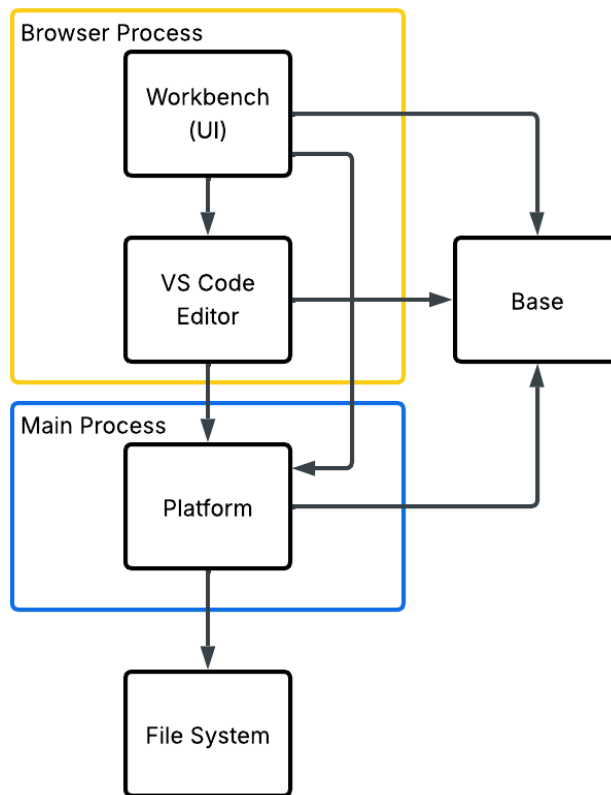 Browser Process
Workbench
(UI)
VS Code
Editor
Base
Main Process
Platform
File System